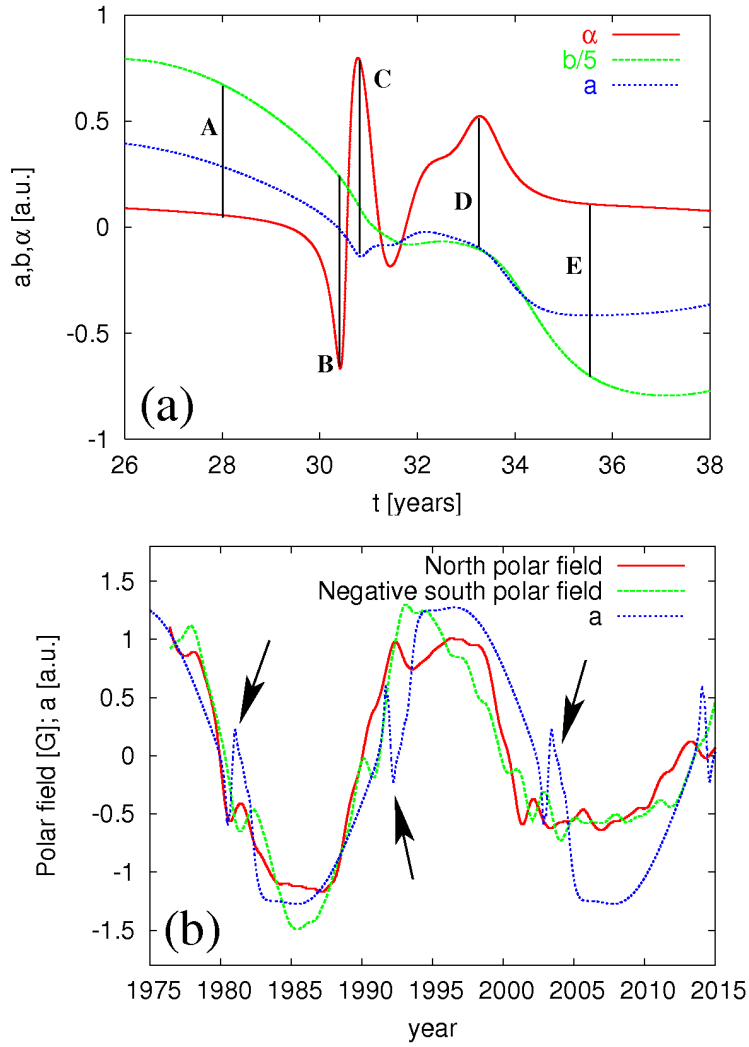 1
0.5
0
-0.5
-1
a,b,α [a.u.]
α
b/5
a
A
B
C
D
E
(a)
26 28 30 32 34 36 38
t [years]
1.5
1
0.5
0
-0.5
-1
-1.5
Polar field [G]; a [a.u.]
North polar field
Negative south polar field
a
(b)
1975 1980 1985 1990 1995 2000 2005 2010 2015
year